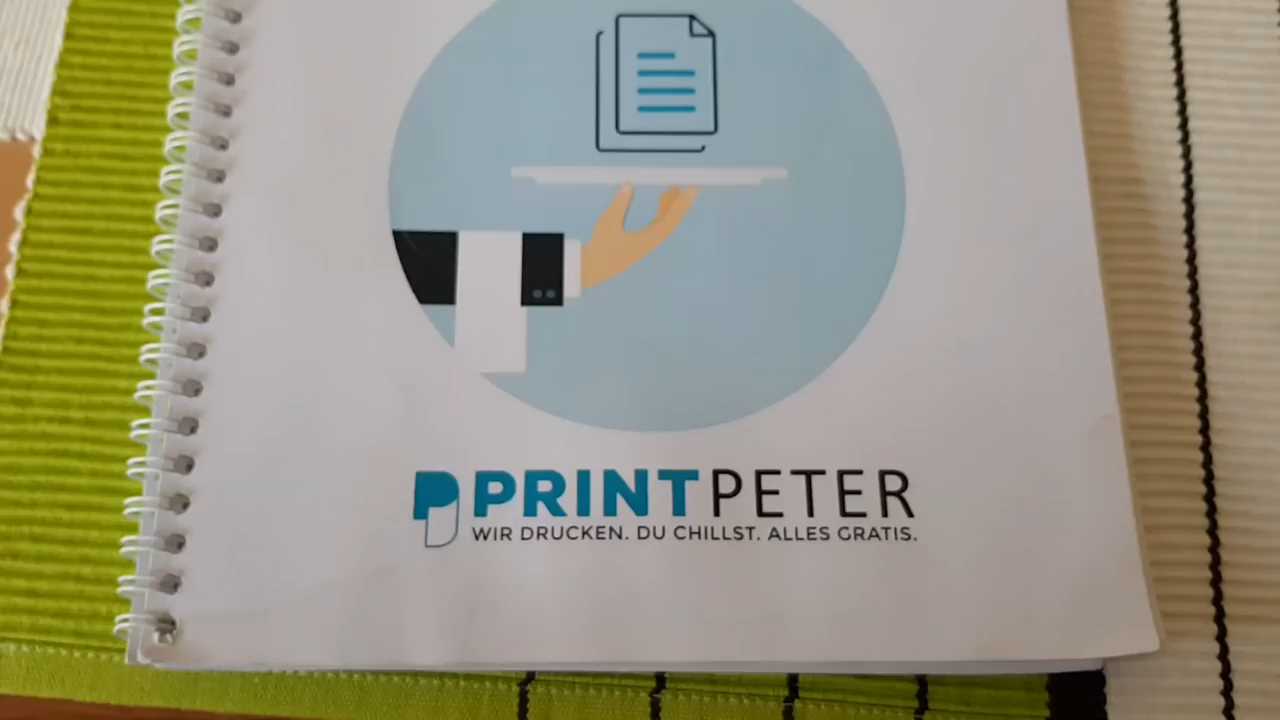 PRINTPETER
WIR DRUCKEN. DU CHILLST. ALLES GRATIS.